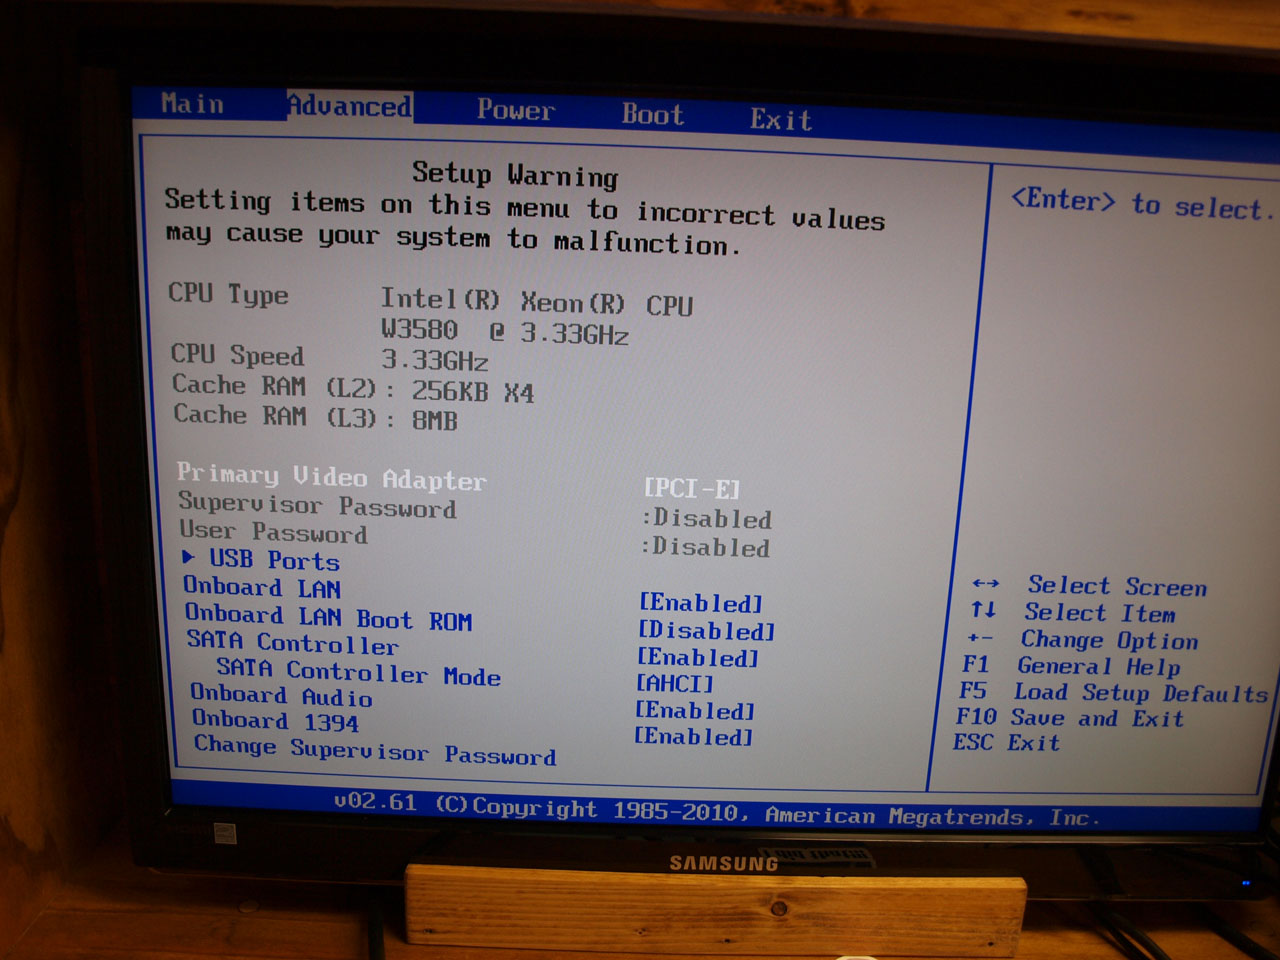 Main Advanced Power Boot Exit
Setup Warning
Setting items on this menu to incorrect values
may cause your system to malfunction.
CPU Type Intel(R) Xeon(R) CPU
W3580 @ 3.33GHz
CPU Speed 3.33GHz
Cache RAM (L2) : 256KB X4
Cache RAM (L3) : 8MB
Primary Video Adapter [PCI-E]
Supervisor Password :Disabled
User Password :Disabled
▶ USB Ports
Onboard LAN [Enabled]
Onboard LAN Boot ROM [Disabled]
SATA Controller [Enabled]
SATA Controller Mode [AHCI]
Onboard Audio [Enabled]
Onboard 1394 [Enabled]
Change Supervisor Password
<Enter> to select.
←→ Select Screen
↑↓ Select Item
+- Change Option
F1 General Help
F5 Load Setup Defaults
F10 Save and Exit
ESC Exit
v02.61 (C)Copyright 1985-2010, American Megatrends, Inc.
SAMSUNG